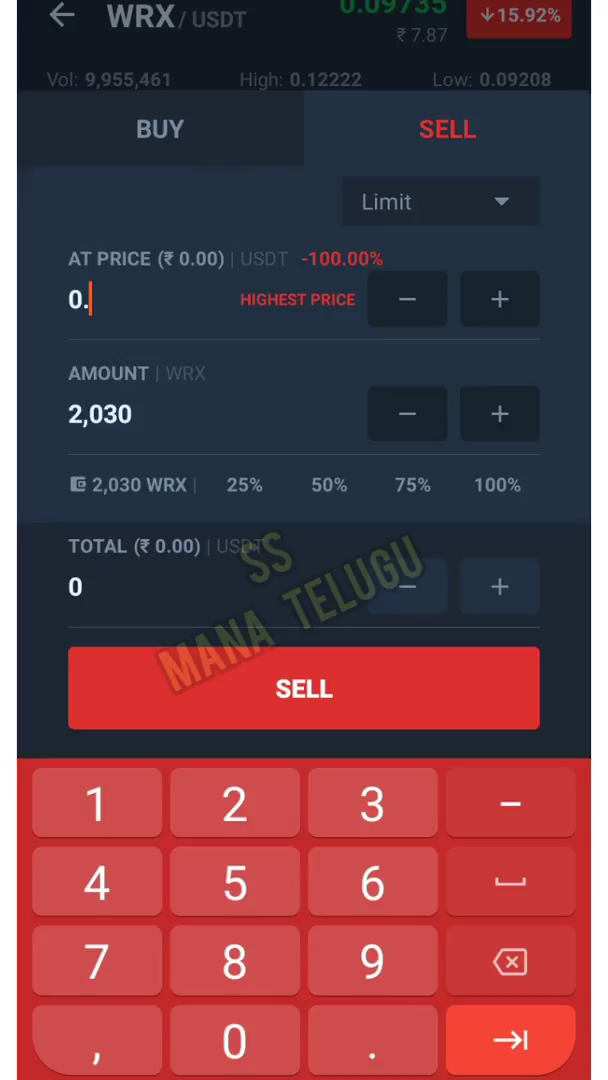 WRX / USDT
0.09735
₹ 7.87
↓15.92%
Vol: 9,955,461 High: 0.12222 Low: 0.09208
BUY SELL
Limit
AT PRICE (₹ 0.00) | USDT -100.00%
0. HIGHEST PRICE − +
AMOUNT | WRX
2,030 − +
2,030 WRX | 25% 50% 75% 100%
TOTAL (₹ 0.00) | USDT
0 − +
SS
MANA TELUGU
SELL
1 2 3 −
4 5 6
7 8 9
, 0 .